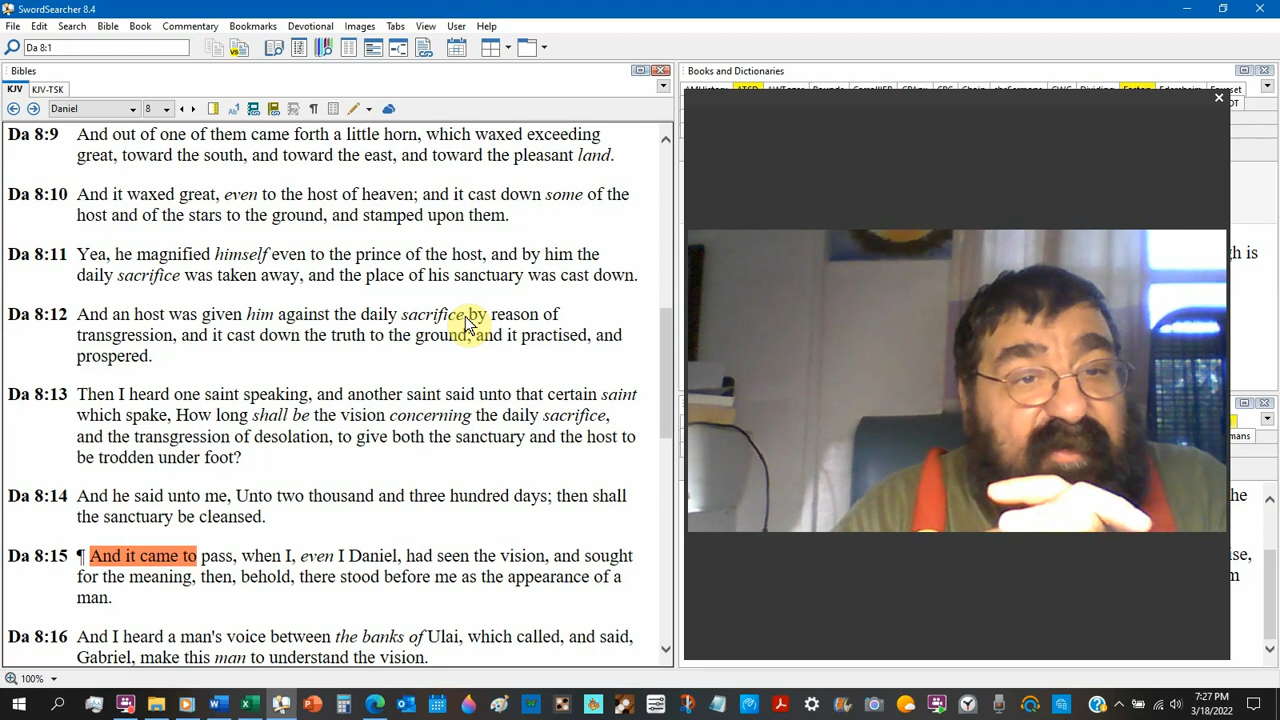 SwordSearcher 8.4
File Edit Search Bible Book Commentary Bookmarks Devotional Images Tabs View User Help
Da 8:1
Bibles
KJV KJV-TSK
Daniel 8
Da 8:9 And out of one of them came forth a little horn, which waxed exceeding
great, toward the south, and toward the east, and toward the pleasant land.
Da 8:10 And it waxed great, even to the host of heaven; and it cast down some of the
host and of the stars to the ground, and stamped upon them.
Da 8:11 Yea, he magnified himself even to the prince of the host, and by him the
daily sacrifice was taken away, and the place of his sanctuary was cast down.
Da 8:12 And an host was given him against the daily sacrifice by reason of
transgression, and it cast down the truth to the ground; and it practised, and
prospered.
Da 8:13 Then I heard one saint speaking, and another saint said unto that certain saint
which spake, How long shall be the vision concerning the daily sacrifice,
and the transgression of desolation, to give both the sanctuary and the host to
be trodden under foot?
Da 8:14 And he said unto me, Unto two thousand and three hundred days; then shall
the sanctuary be cleansed.
Da 8:15 ¶ And it came to pass, when I, even I Daniel, had seen the vision, and sought
for the meaning, then, behold, there stood before me as the appearance of a
man.
Da 8:16 And I heard a man's voice between the banks of Ulai, which called, and said,
Gabriel, make this man to understand the vision.
100%
Books and Dictionaries
DT
is
mans
the
7:27 PM
3/18/2022